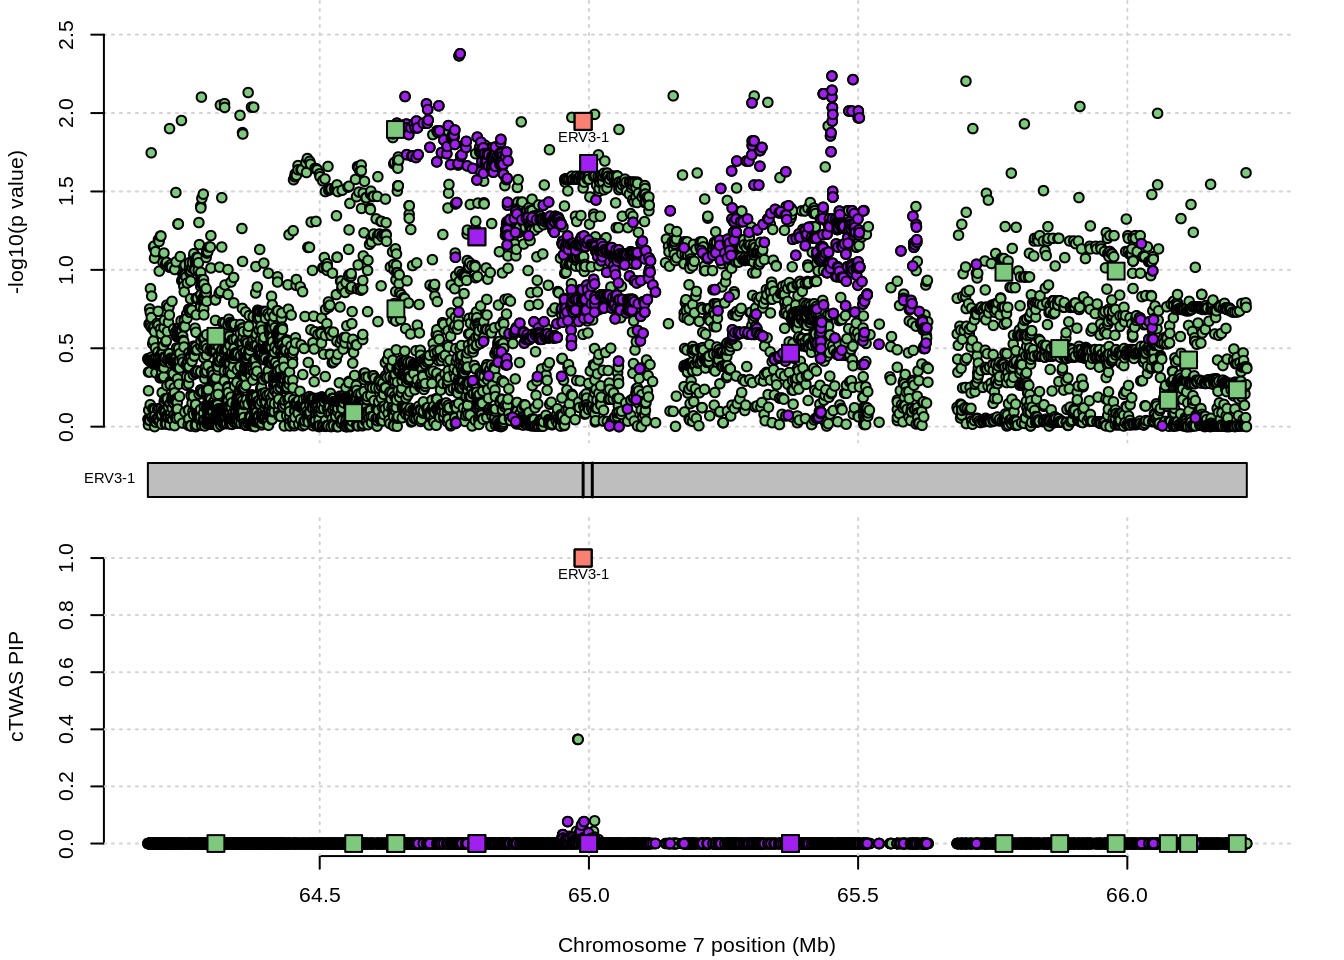 -log10(p value)
2.5
2.0
1.5
1.0
0.5
0.0
ERV3-1
ERV3-1
cTWAS PIP
1.0
0.8
0.6
0.4
0.2
0.0
ERV3-1
64.5 65.0 65.5 66.0
Chromosome 7 position (Mb)